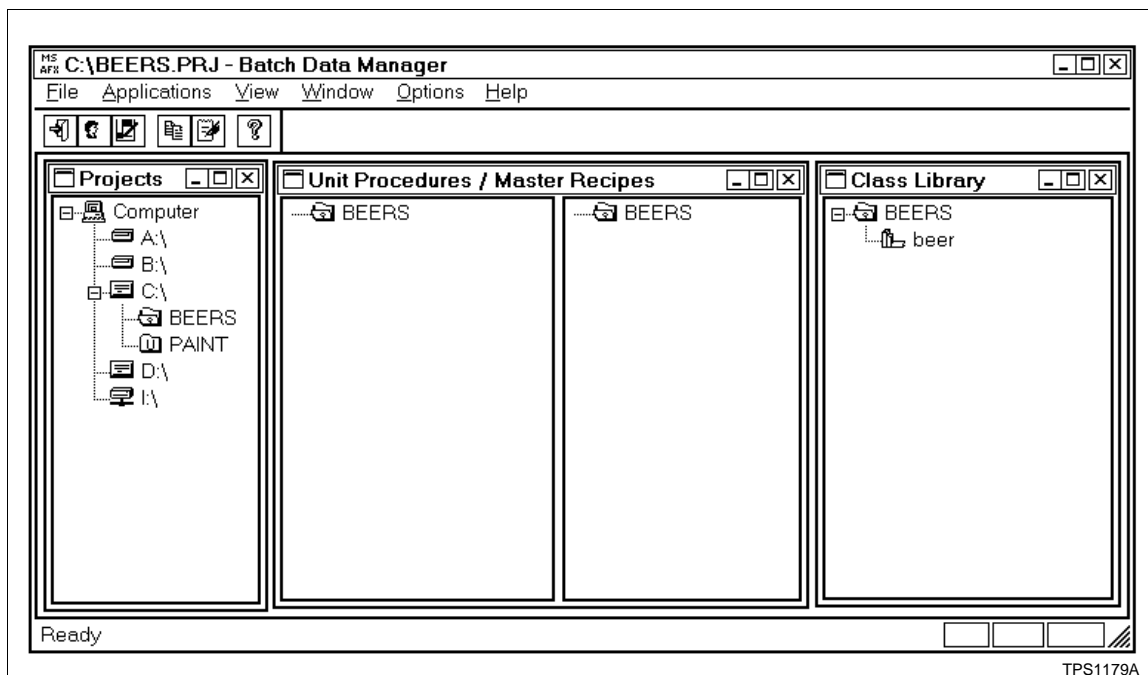 MS AFX C:\BEERS.PRJ - Batch Data Manager
File Applications View Window Options Help
Projects
Computer
A:\
B:\
C:\
BEERS
PAINT
D:\
I:\
Unit Procedures / Master Recipes
BEERS
BEERS
Class Library
BEERS
beer
Ready
TPS1179A